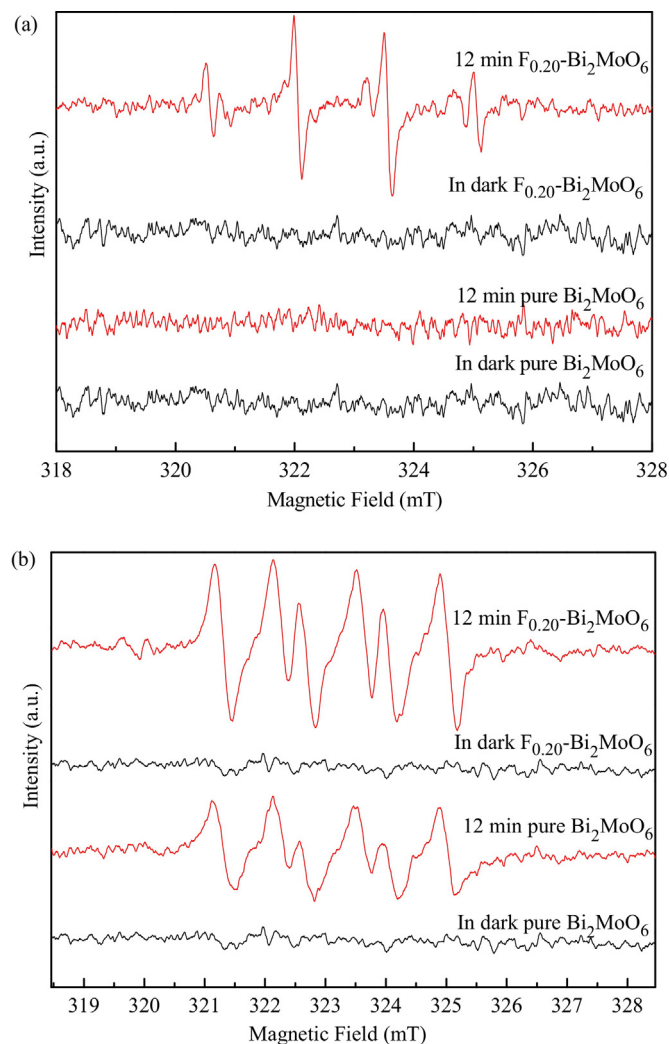 (a)
12 min F0.20-Bi2MoO6
In dark F0.20-Bi2MoO6
12 min pure Bi2MoO6
In dark pure Bi2MoO6
Intensity (a.u.)
318 320 322 324 326 328
Magnetic Field (mT)
(b)
12 min F0.20-Bi2MoO6
In dark F0.20-Bi2MoO6
12 min pure Bi2MoO6
In dark pure Bi2MoO6
Intensity (a.u.)
319 320 321 322 323 324 325 326 327 328
Magnetic Field (mT)